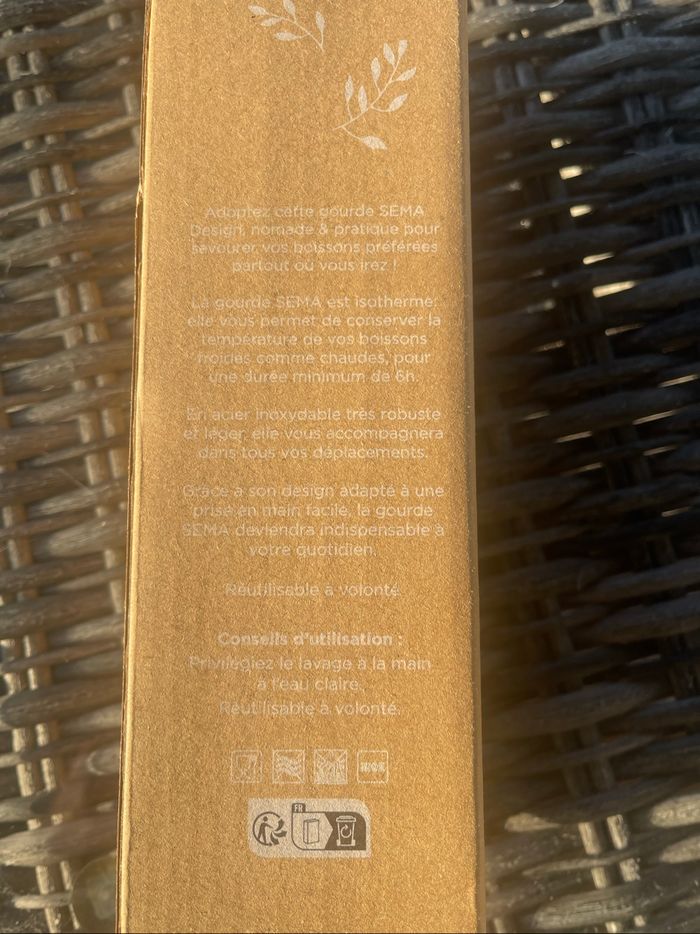 Adoptez cette gourde SEMA
Design, nomade & pratique pour
savourer vos boissons préférées
partout où vous irez !
La gourde SEMA est isotherme:
elle vous permet de conserver la
température de vos boissons
froides comme chaudes, pour
une durée minimum de 6h.
En acier inoxydable très robuste
et léger, elle vous accompagnera
dans tous vos déplacements.
Grâce à son design adapté à une
prise en main facile, la gourde
SEMA deviendra indispensable à
votre quotidien.
Réutilisable à volonté
Conseils d'utilisation :
Privilégiez le lavage à la main
à l'eau claire.
Réutilisable à volonté.
FR